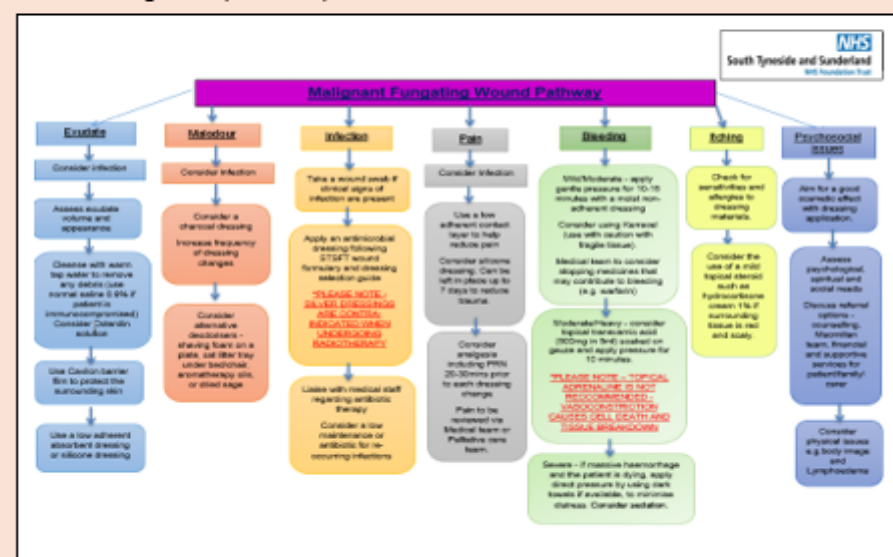 NHS
South Tyneside and Sunderland
NHS Foundation Trust
Malignant Fungating Wound Pathway
Exudate
Consider infection
Assess exudate
volume and
appearance
Cleanse with warm
tap water to remove
any debris (use
normal saline 0.9% if
patient is
immunocompromised)
Consider Octenilin
solution
Use Cavilon barrier
film to protect the
surrounding skin
Use a low adherent
absorbent dressing
or silicone dressing
Malodour
Consider Infection
Consider a
charcoal dressing
Increase frequency
of dressing
changes
Consider
alternative
deodorisers -
shaving foam on a
plate, cat litter tray
under bed/chair,
aromatherapy oils,
or dried sage
Infection
Take a wound swab if
clinical signs of
infection are present
Apply an antimicrobial
dressing following
STSFT wound
formulary and dressing
selection guide
*PLEASE NOTE -
SILVER DRESSINGS
ARE CONTRA-
INDICATED WHEN
UNDERGOING
RADIOTHERAPY
Liaise with medical staff
regarding antibiotic
therapy
Consider a low
maintenance or
antibiotic for re-
occurring infections
Pain
Consider Infection
Use a low
adherent contact
layer to help
reduce pain
Consider silicone
dressing. Can be
left in place up to
7 days to reduce
trauma.
Consider
analgesia
including PRN
20-30mins prior
to each dressing
change
Pain to be
reviewed via
Medical team or
Palliative care
team.
Bleeding
Mild/Moderate - apply
gentle pressure for 10-15
minutes with a moist non-
adherent dressing
Consider using
(use with caution with
fragile tissue).
Medical team to consider
stopping medicines that
may contribute to bleeding
(e.g. warfarin)
Moderate/Heavy - consider
topical tranexamic acid
(500mg in 5ml) soaked on
gauze and apply pressure for
10 minutes.
*PLEASE NOTE - TOPICAL
ADRENALINE IS NOT
RECOMMENDED -
VASOCONSTRICTION
CAUSED CELL DEATH AND
TISSUE BREAKDOWN
Severe - if massive haemorrhage
and the patient is dying, apply
direct pressure by using dark
towels if available, to minimise
distress. Consider sedation.
Itching
Check for
sensitivities and
allergies to
dressing
materials.
Consider the
use of a mild
topical steroid
such as
hydrocortisone
cream 1% if
surrounding
tissue is red
and scaly.
Psychosocial
issues
Aim for a good
cosmetic effect
with dressing
application.
Assess
psychological,
spiritual and
social needs
Discuss referral
options -
counselling,
Macmillan
team, financial
and supportive
services for
patient/family/
carer
Consider
physical issues
e.g. body image
and
Lymphoedema